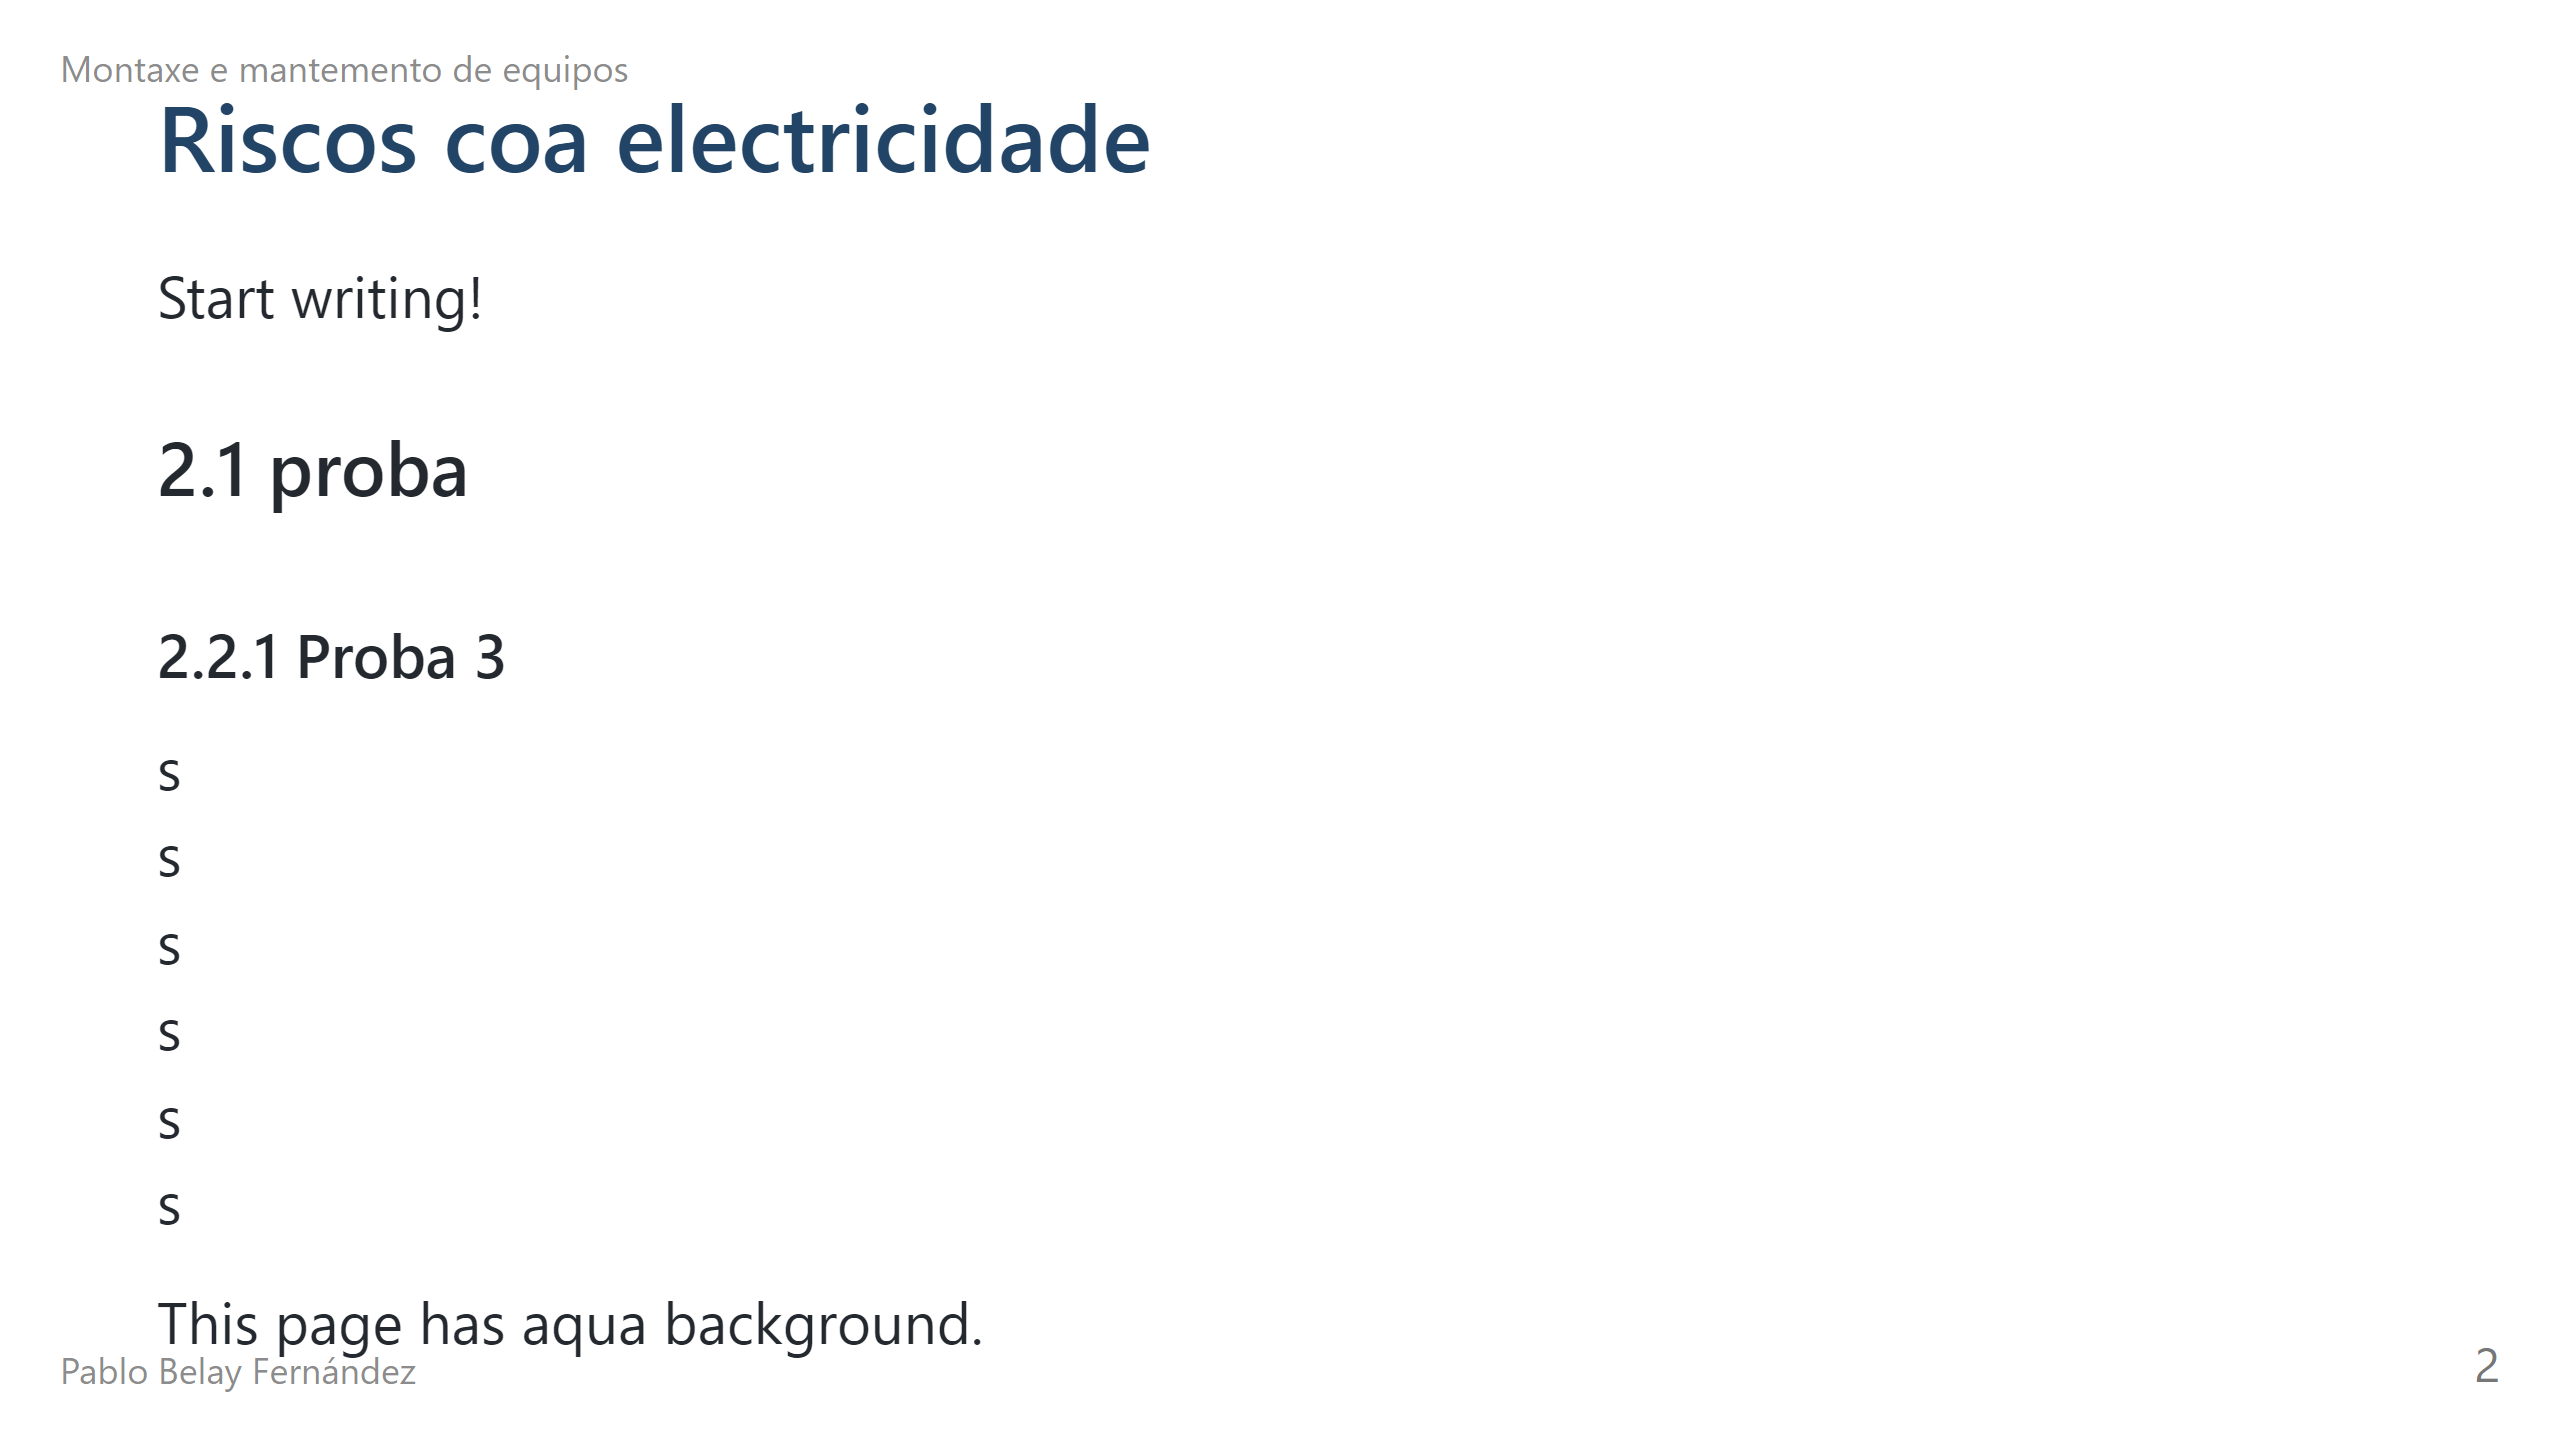 Montaxe e mantemento de equipos
Riscos coa electricidade
Start writing!
2.1 proba
2.2.1 Proba 3
s
s
s
s
s
s
This page has aqua background.
Pablo Belay Fernández
2